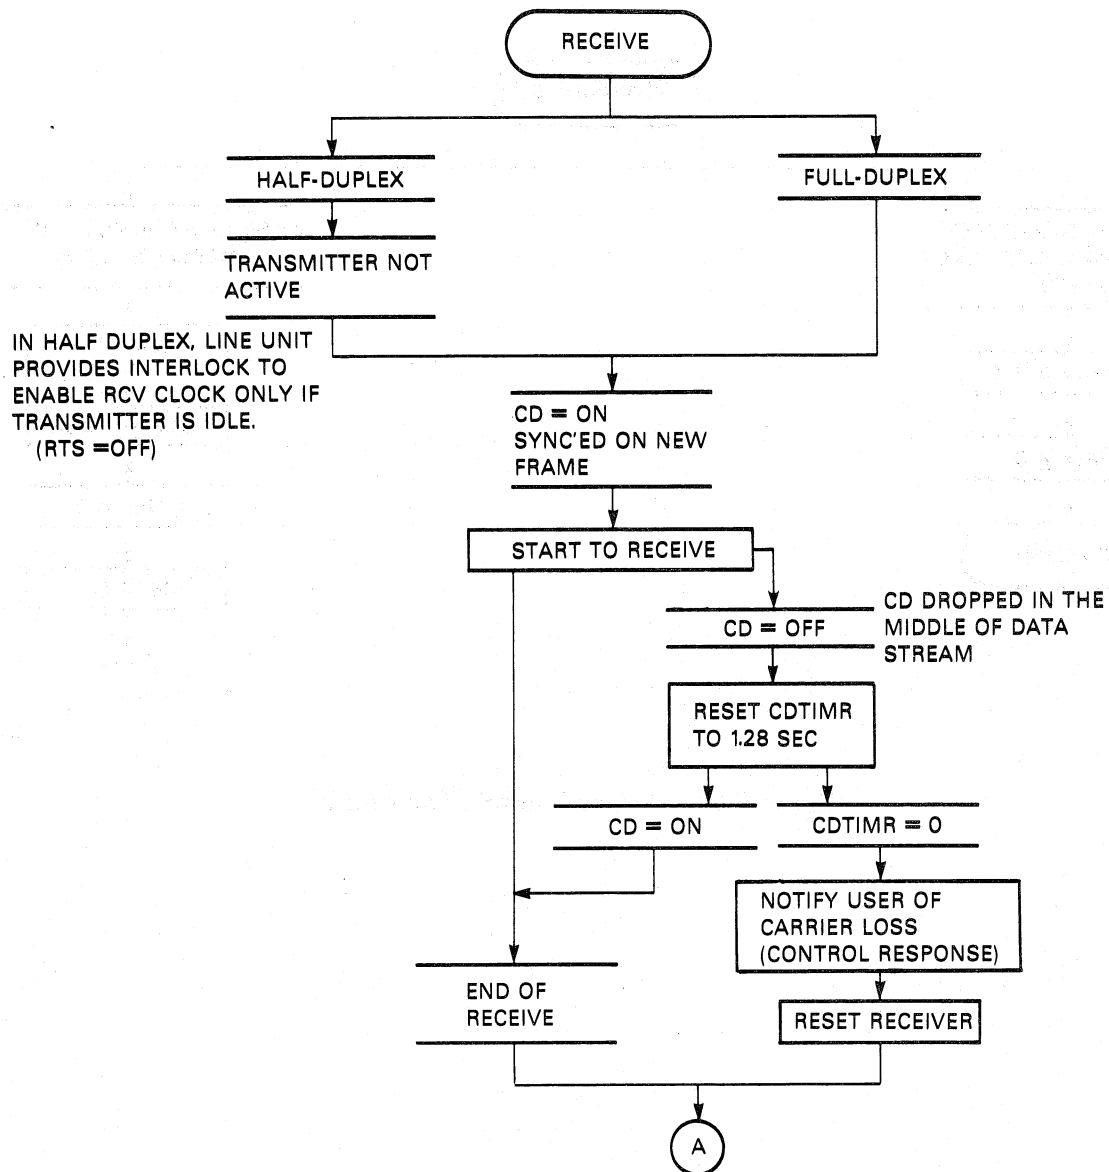 RECEIVE
HALF-DUPLEX
FULL-DUPLEX
TRANSMITTER NOT
ACTIVE
IN HALF DUPLEX, LINE UNIT
PROVIDES INTERLOCK TO
ENABLE RCV CLOCK ONLY IF
TRANSMITTER IS IDLE.
(RTS =OFF)
CD = ON
SYNC'ED ON NEW
FRAME
START TO RECEIVE
CD = OFF
CD DROPPED IN THE
MIDDLE OF DATA
STREAM
RESET CDTIMR
TO 1.28 SEC
CD = ON
CDTIMR = 0
NOTIFY USER OF
CARRIER LOSS
(CONTROL RESPONSE)
END OF
RECEIVE
RESET RECEIVER
A